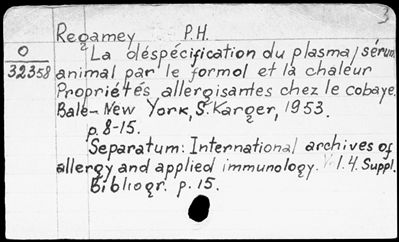 3
Regamey P.H.
O
32358
La déspécification du plasma/sérum
animal par le formol et la chaleur
Propriétés allergisantes chez le cobaye.
Bale-New York, S. Karger, 1953.
p. 8-15.
Separatum: International archives of
allergy and applied immunology. V. 1.4. Suppl.
Bibliogr. p. 15.